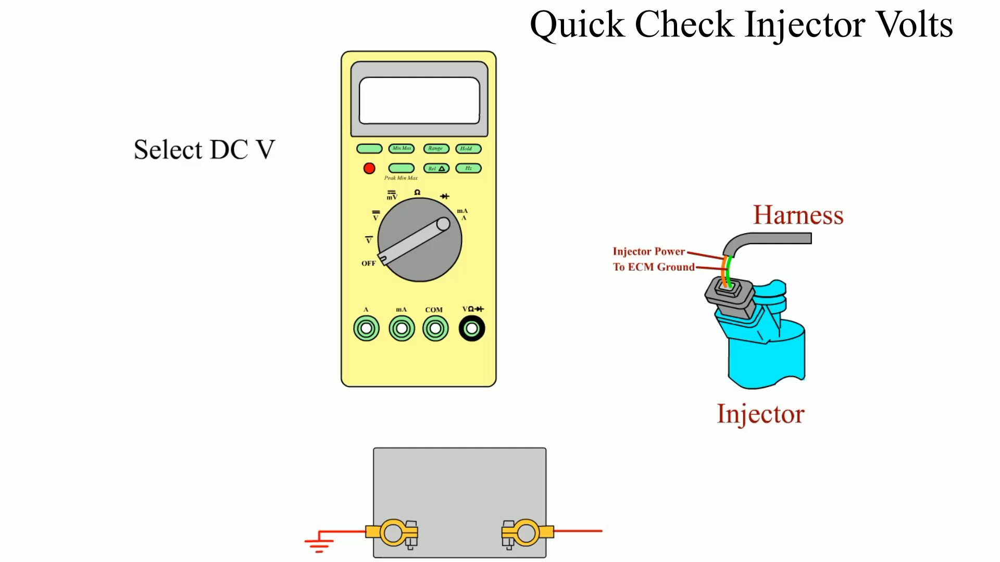 Quick Check Injector Volts
Select DC V
Min Max
Range
Hold
Rel
Hz
Peak Min Max
mV
Ω
V
mA
A
V
OFF
A
mA
COM
VΩ
Harness
Injector Power
To ECM Ground
Injector